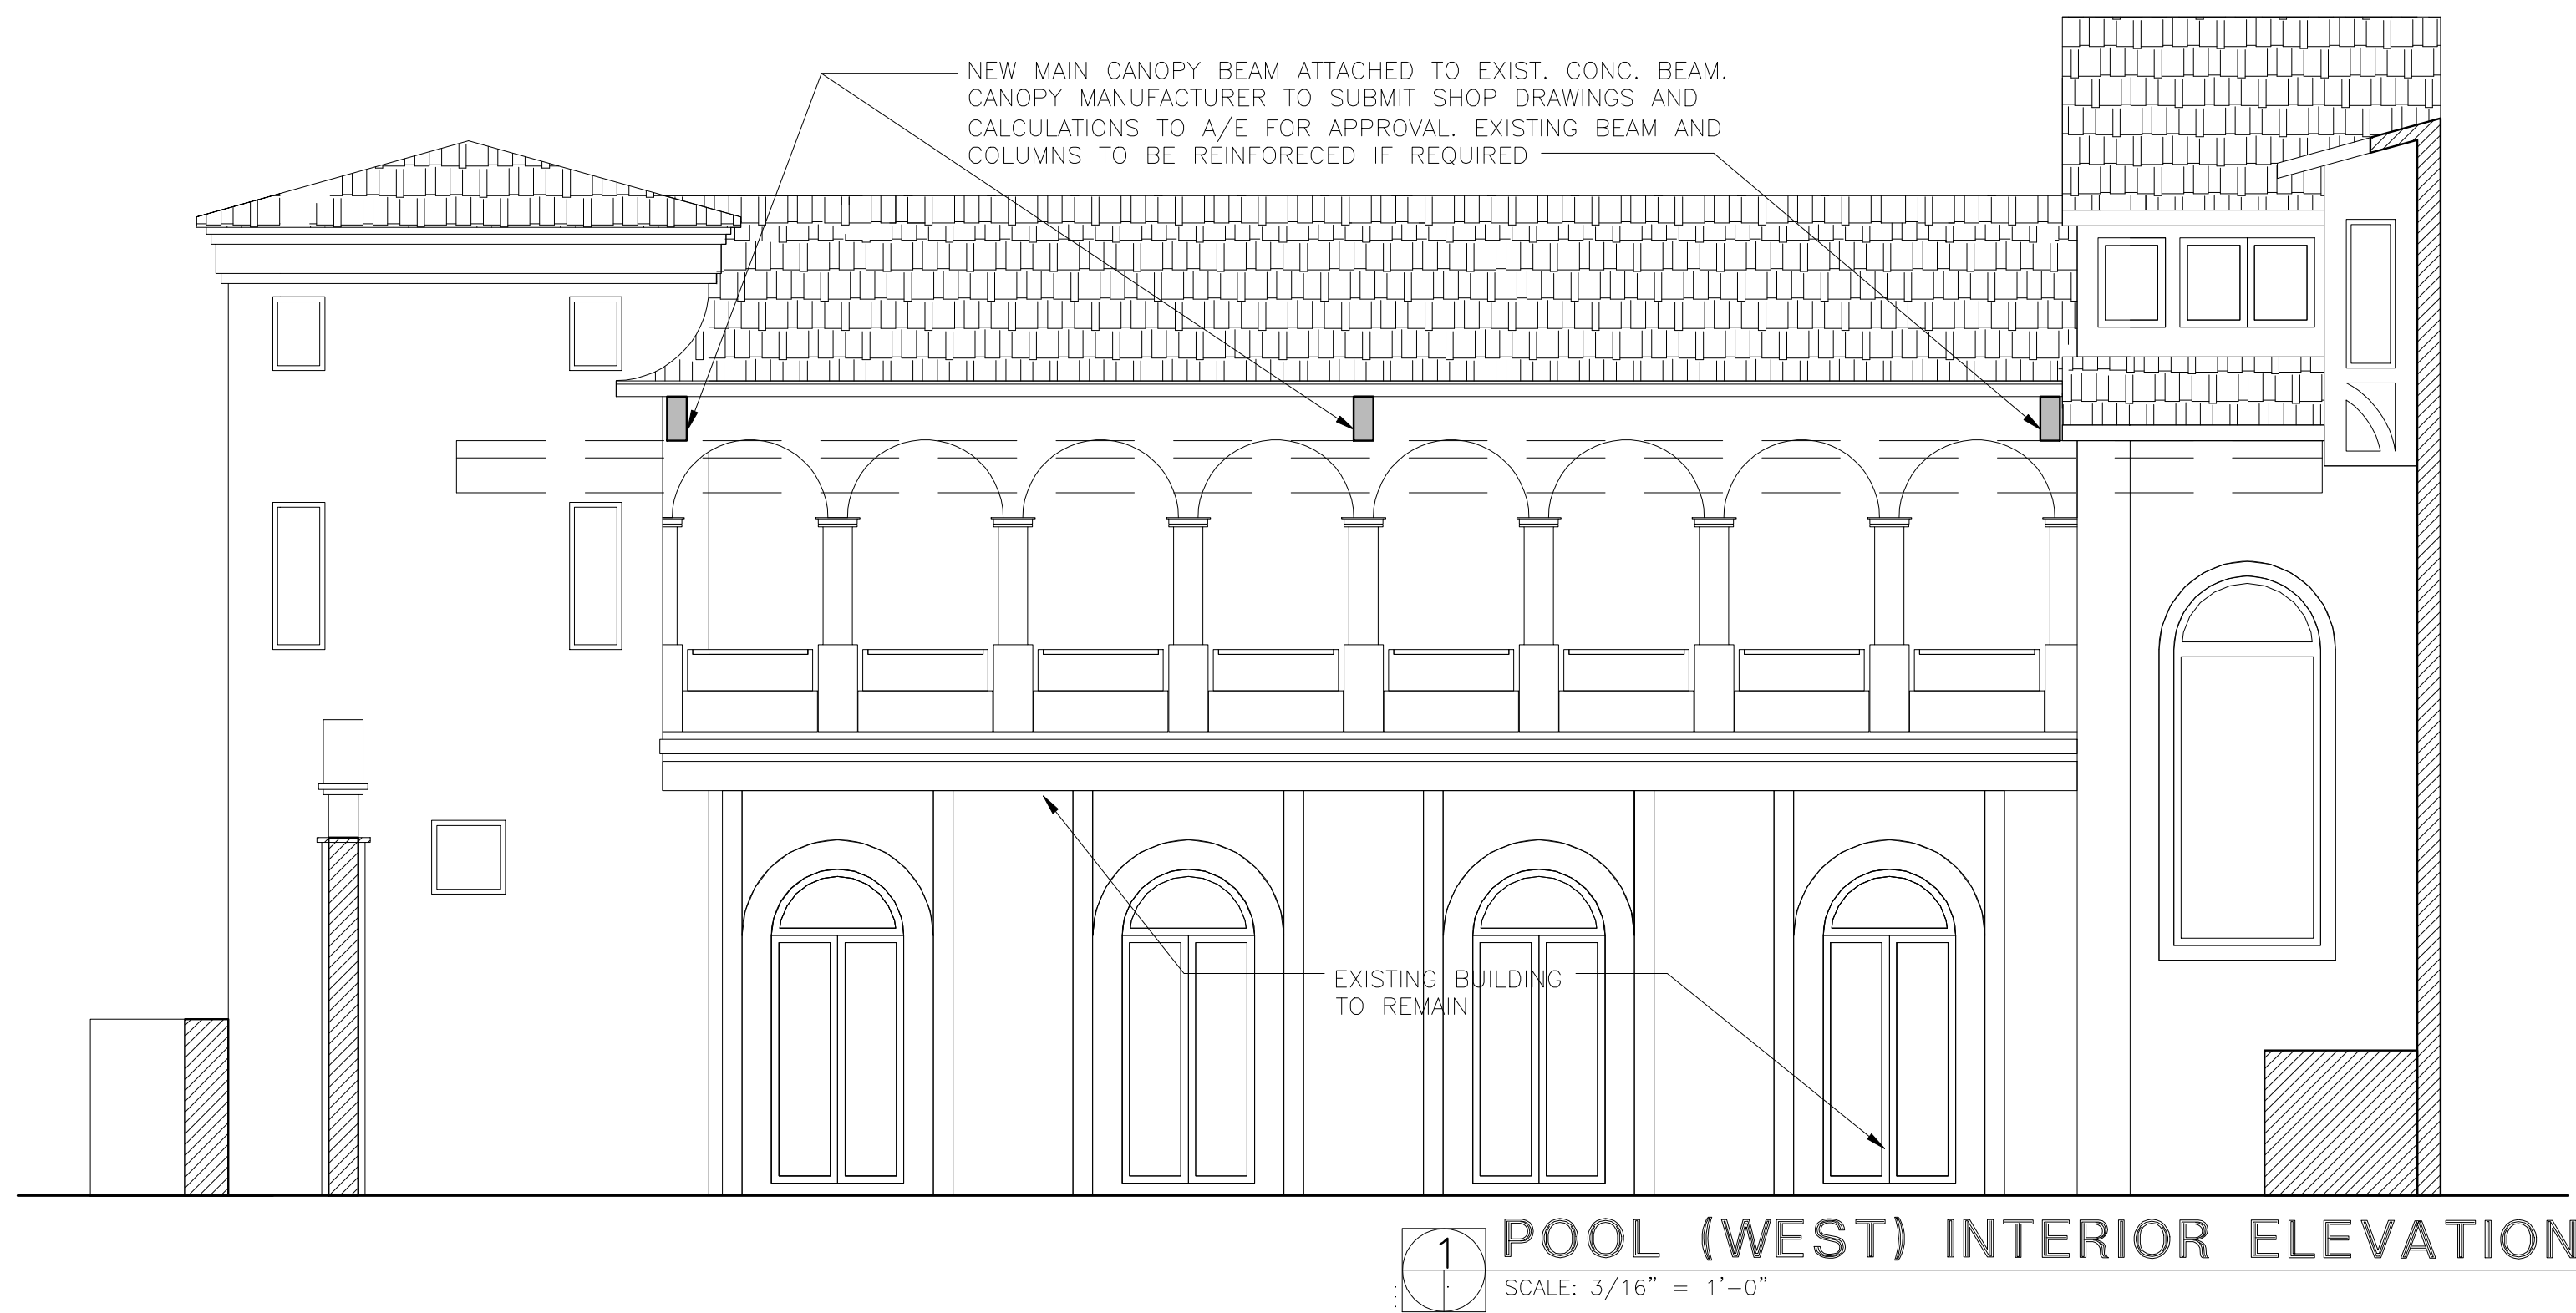 NEW MAIN CANOPY BEAM ATTACHED TO EXIST. CONC. BEAM.
CANOPY MANUFACTURER TO SUBMIT SHOP DRAWINGS AND
CALCULATIONS TO A/E FOR APPROVAL. EXISTING BEAM AND
COLUMNS TO BE REINFORECED IF REQUIRED
EXISTING BUILDING
TO REMAIN
1
POOL (WEST) INTERIOR ELEVATION
SCALE: 3/16" = 1'-0"